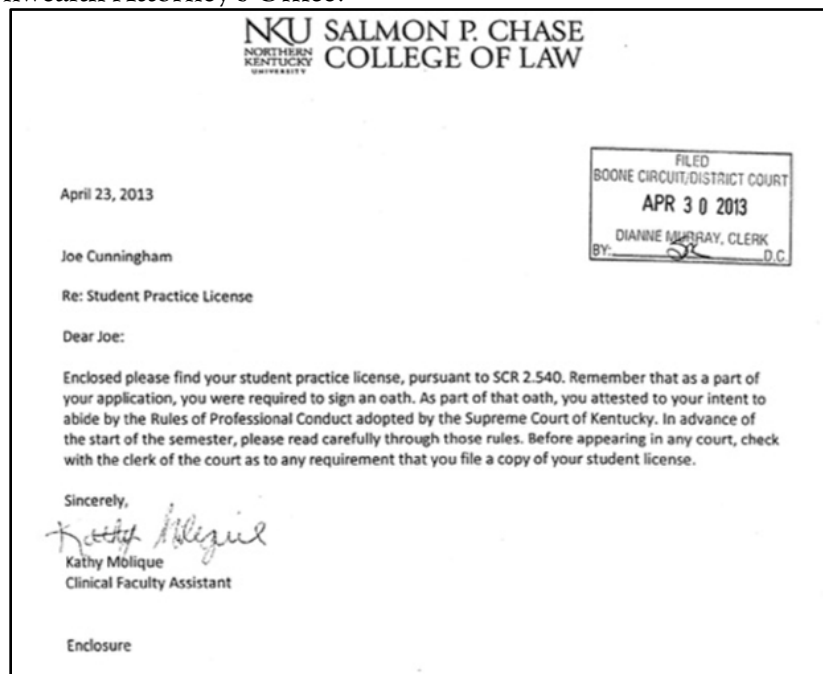 Attorney's Office.
NKU SALMON P. CHASE
NORTHERN KENTUCKY UNIVERSITY COLLEGE OF LAW
FILED
BOONE CIRCUIT/DISTRICT COURT
APR 30 2013
DIANNE MURRAY, CLERK
BY: D.C.
April 23, 2013
Joe Cunningham
Re: Student Practice License
Dear Joe:
Enclosed please find your student practice license, pursuant to SCR 2.540. Remember that as a part of
your application, you were required to sign an oath. As part of that oath, you attested to your intent to
abide by the Rules of Professional Conduct adopted by the Supreme Court of Kentucky. In advance of
the start of the semester, please read carefully through those rules. Before appearing in any court, check
with the clerk of the court as to any requirement that you file a copy of your student license.
Sincerely,
Kathy Molique
Kathy Molique
Clinical Faculty Assistant
Enclosure